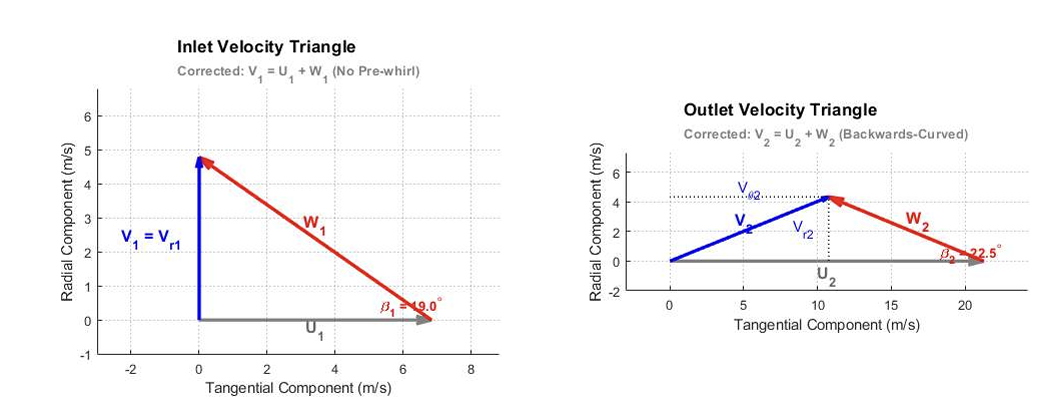 Inlet Velocity Triangle
Corrected: V₁ = U₁ + W₁ (No Pre-whirl)
Radial Component (m/s)
6
5
4
3
2
1
0
-1
V₁ = Vr1
W₁
β₁ = 19.0°
U₁
-2
0
2
4
6
8
Tangential Component (m/s)
Outlet Velocity Triangle
Corrected: V₂ = U₂ + W₂ (Backwards-Curved)
Radial Component (m/s)
6
4
2
0
-2
Vθ2
V₂
Vr2
W₂
β₂ = 22.5°
U₂
0
5
10
15
20
Tangential Component (m/s)